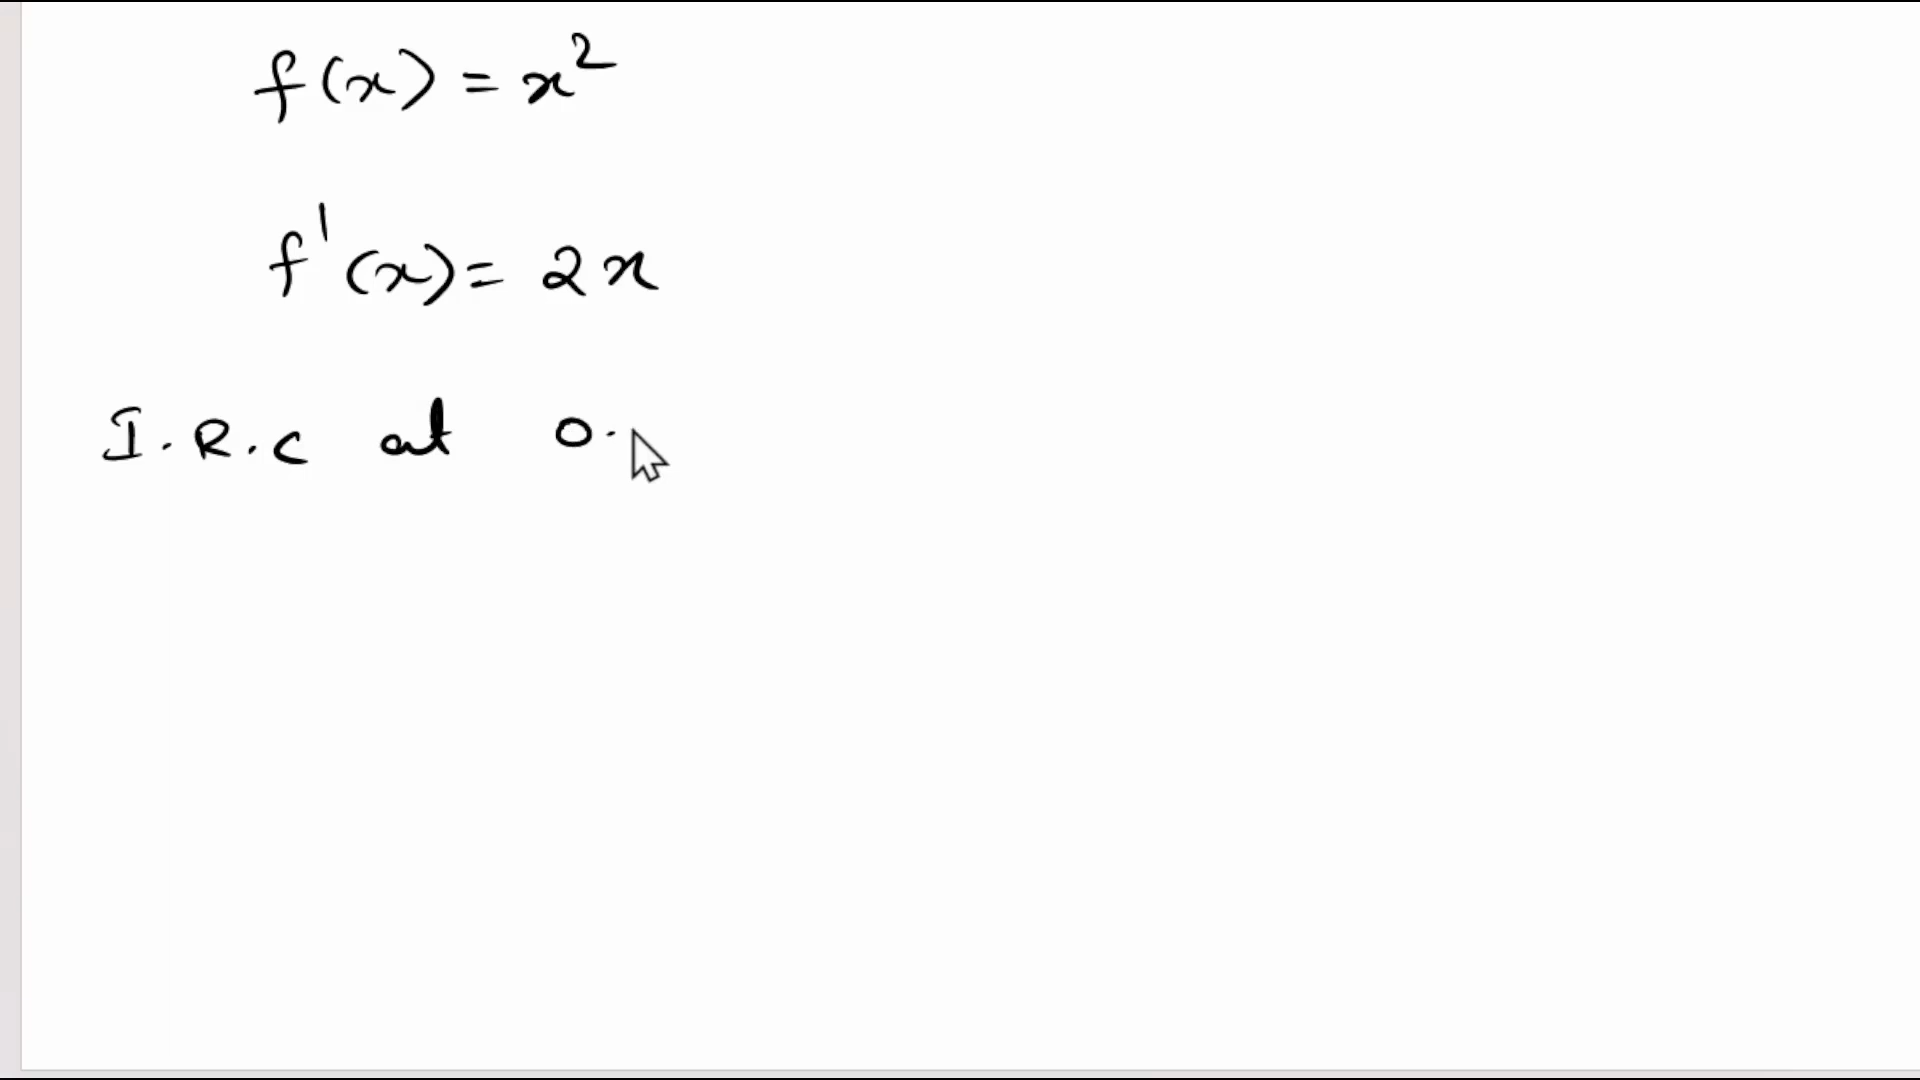 f(x) = x²
f'(x) = 2x
I.R.C at 0.